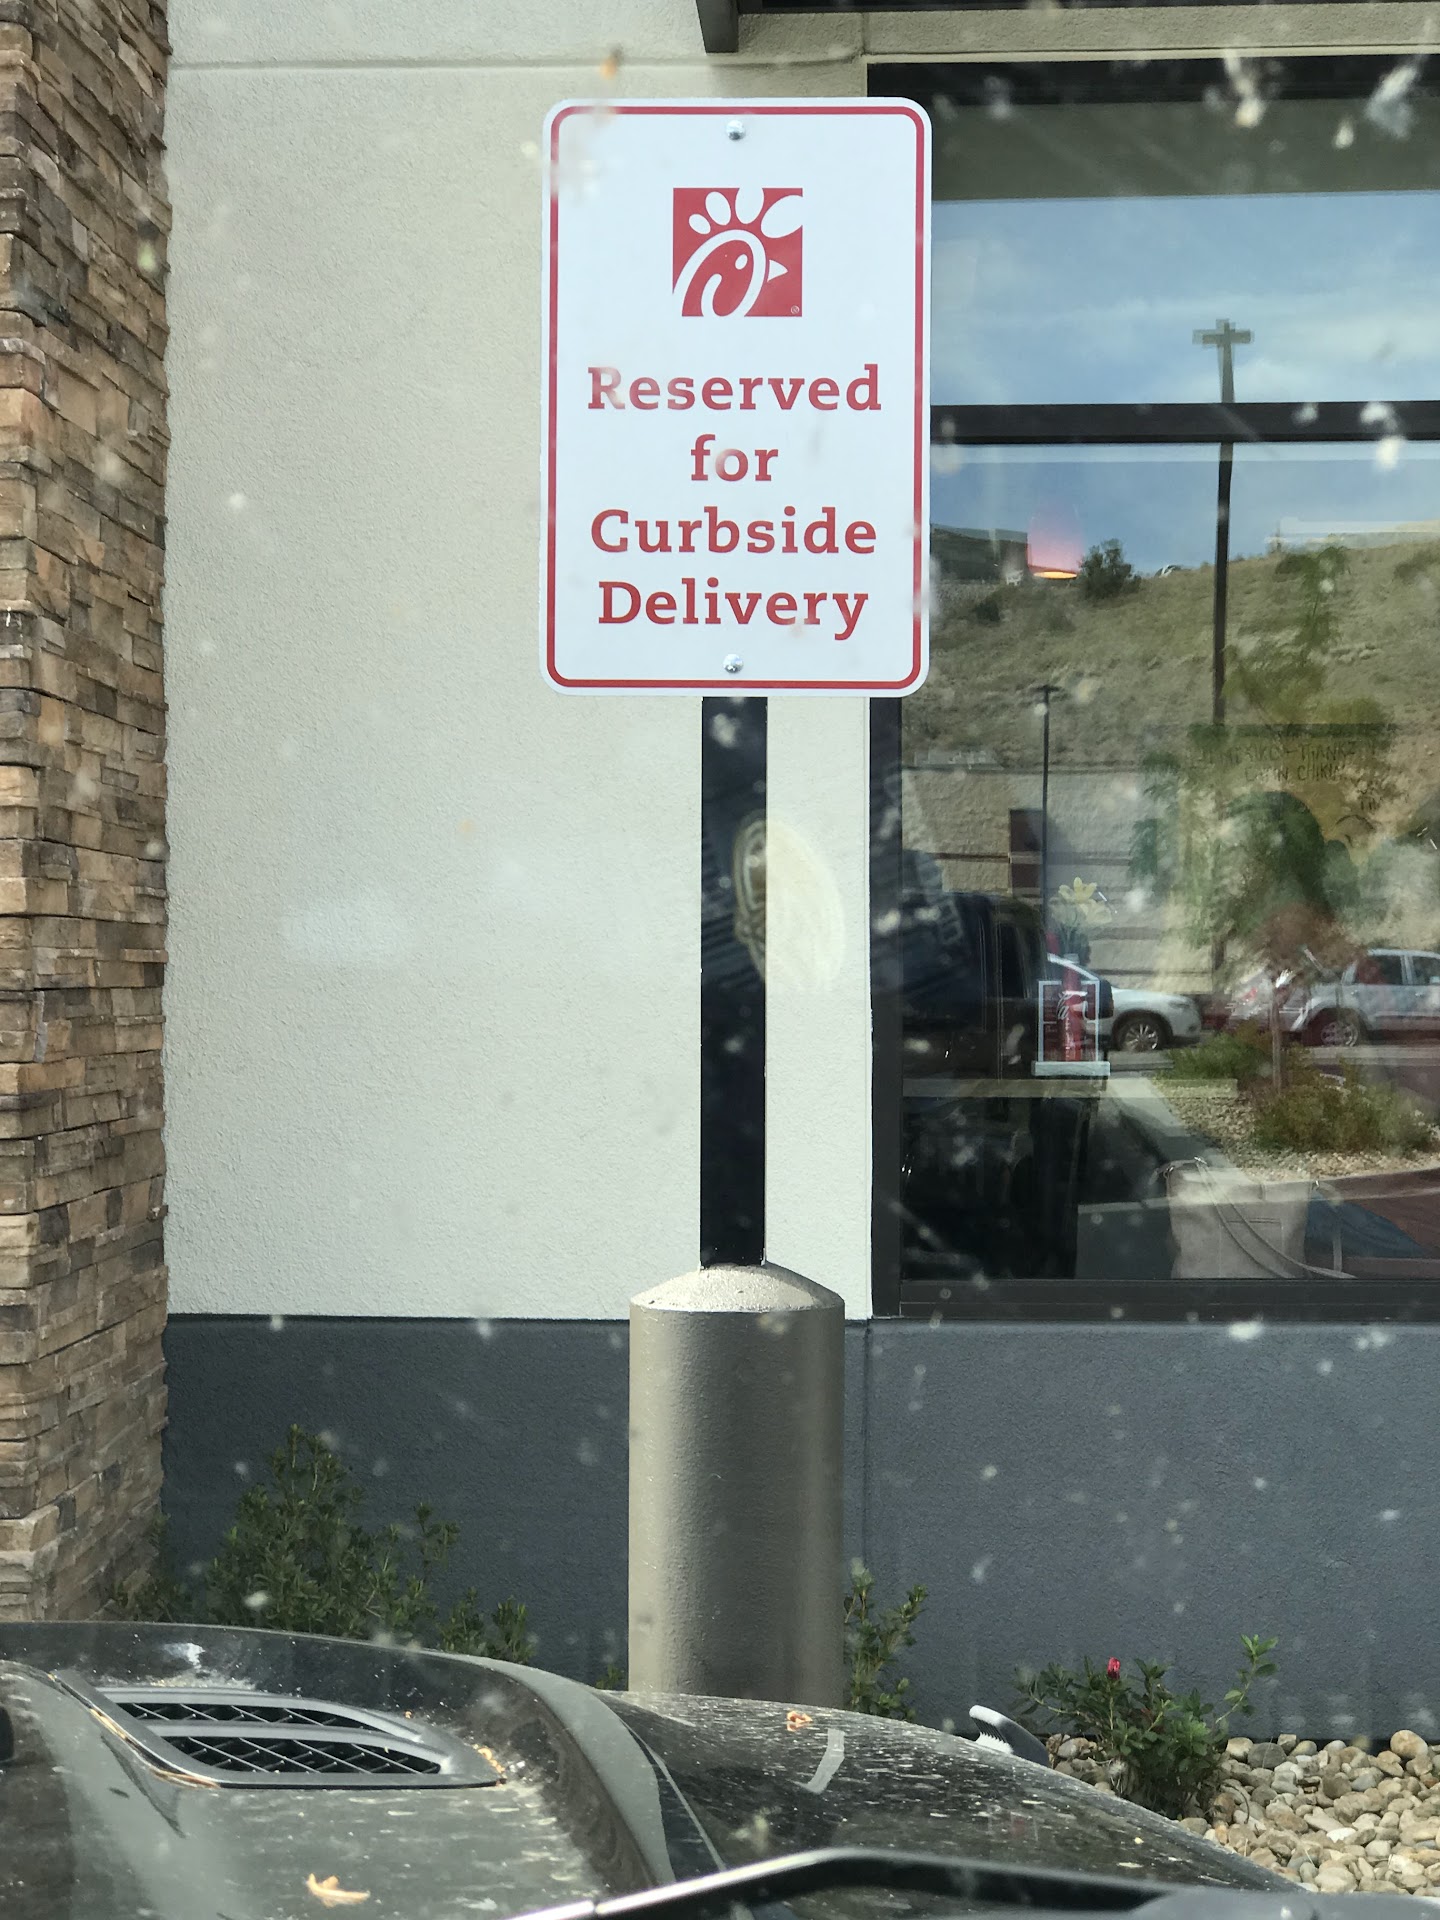 Reserved
for
Curbside
Delivery